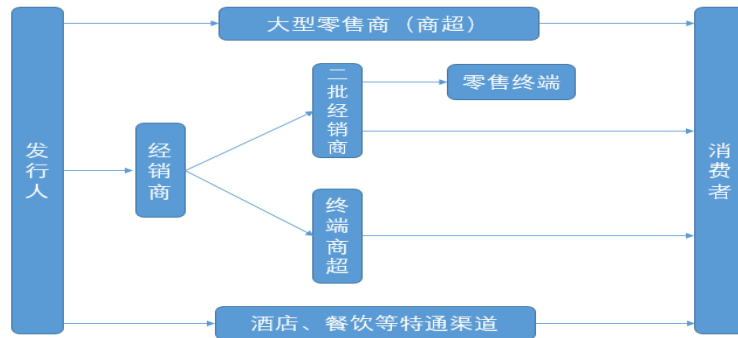 大型零售商（商超）
二批经销商
零售终端
发行人
经销商
消费者
终端商超
酒店、餐饮等特通渠道